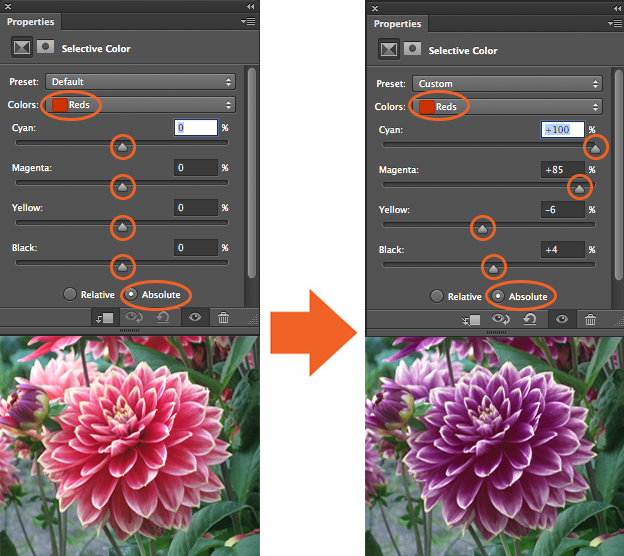 Properties
Selective Color
Preset: Default
Colors: Reds
Cyan: 0 %
Magenta: 0 %
Yellow: 0 %
Black: 0 %
Relative Absolute
Properties
Selective Color
Preset: Custom
Colors: Reds
Cyan: +100 %
Magenta: +85 %
Yellow: -6 %
Black: +4 %
Relative Absolute